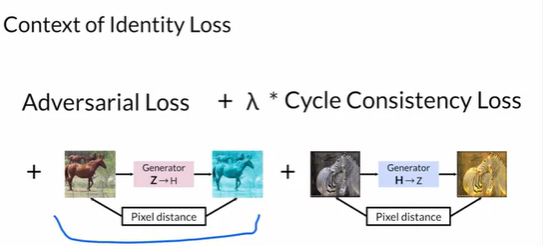 Context of Identity Loss
Adversarial Loss + λ * Cycle Consistency Loss
+ Generator Z→H + Generator H→Z
Pixel distance Pixel distance